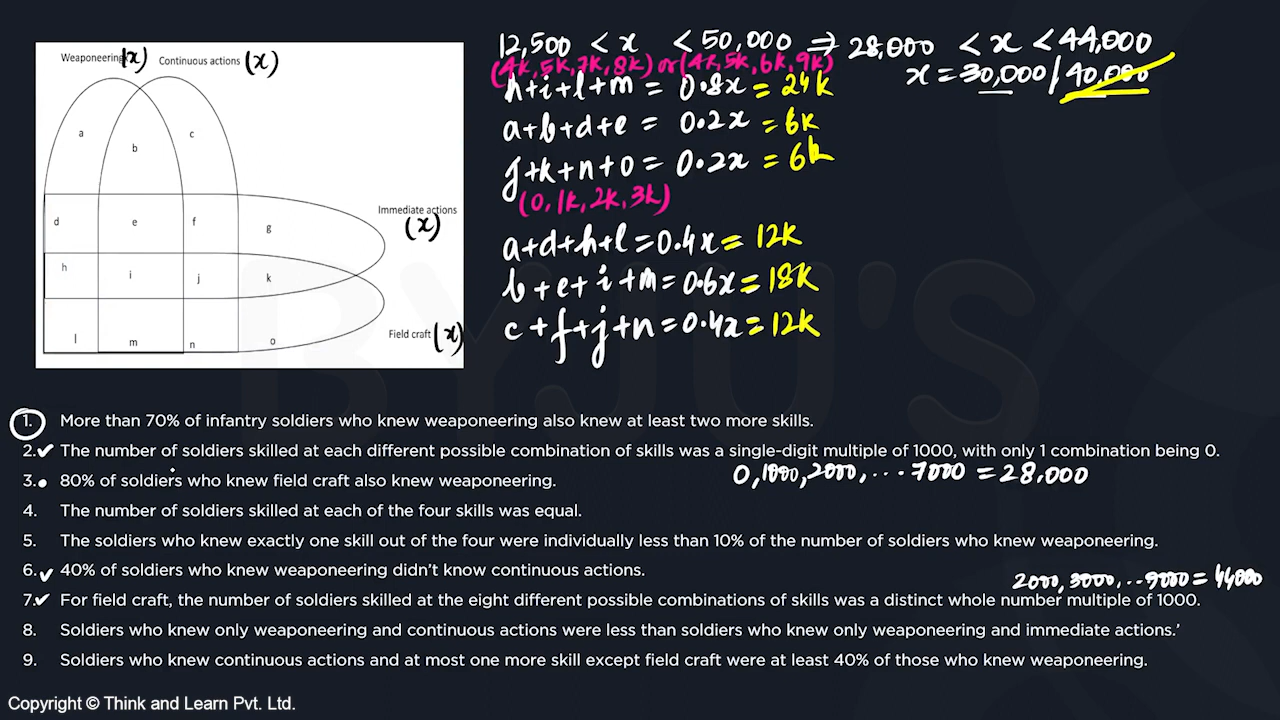 Weaponeering (x) Continuous actions (x)
a
b
c
d
e
f
g
Immediate actions
(x)
h
i
j
k
l
m
n
o
Field craft (x)
12,500 < x < 50,000 ⇒ 28,000 < x < 44,000
x = 30,000 / 40,000
(4k, 5k, 7k, 8k) or (4k, 5k, 6k, 9k)
h+i+l+m = 0.8x = 24k
a+b+d+e = 0.2x = 6k
j+k+n+o = 0.2x = 6k
(0, 1k, 2k, 3k)
a+d+h+l = 0.4x = 12k
b+e+i+m = 0.6x = 18k
c+f+j+n = 0.4x = 12k
BYJU'S
1. More than 70% of infantry soldiers who knew weaponeering also knew at least two more skills.
2. ✓ The number of soldiers skilled at each different possible combination of skills was a single-digit multiple of 1000, with only 1 combination being 0.
0, 1000, 2000, ... 7000 = 28,000
3. 80% of soldiers who knew field craft also knew weaponeering.
4. The number of soldiers skilled at each of the four skills was equal.
5. The soldiers who knew exactly one skill out of the four were individually less than 10% of the number of soldiers who knew weaponeering.
6. ✓ 40% of soldiers who knew weaponeering didn't know continuous actions.
2000, 3000, ... 9000 = 44000
7. ✓ For field craft, the number of soldiers skilled at the eight different possible combinations of skills was a distinct whole number multiple of 1000.
8. Soldiers who knew only weaponeering and continuous actions were less than soldiers who knew only weaponeering and immediate actions.'
9. Soldiers who knew continuous actions and at most one more skill except field craft were at least 40% of those who knew weaponeering.
Copyright © Think and Learn Pvt. Ltd.